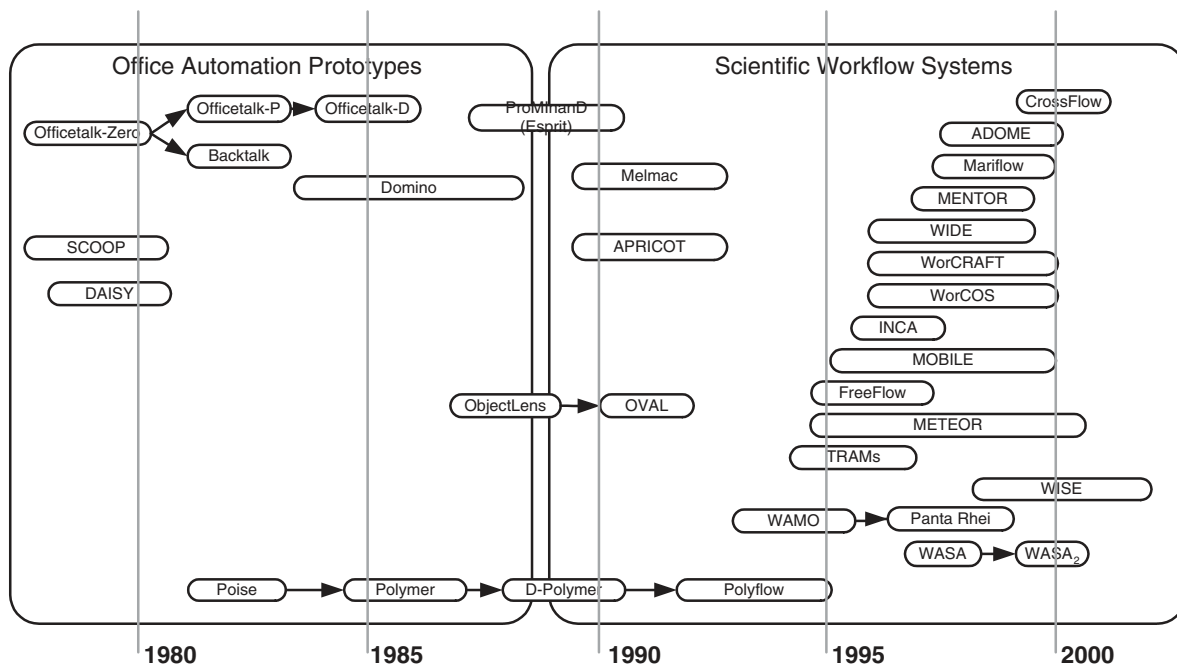 Office Automation Prototypes
Scientific Workflow Systems
Officetalk-Zero
Officetalk-P
Officetalk-D
Backtalk
Domino
SCOOP
DAISY
ProMInanD
(Esprit)
Melmac
APRICOT
ObjectLens
OVAL
Poise
Polymer
D-Polymer
Polyflow
CrossFlow
ADOME
Mariflow
MENTOR
WIDE
WorCRAFT
WorCOS
INCA
MOBILE
FreeFlow
METEOR
TRAMs
WISE
WAMO
Panta Rhei
WASA
WASA2
1980
1985
1990
1995
2000